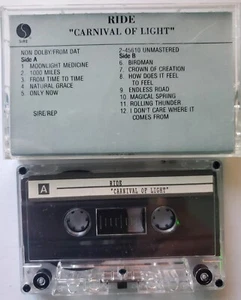 RIDE
"CARNIVAL OF LIGHT"
NON DOLBY/FRUM DAT
Side A
1. MOONLIGHT MEDICINE
2. 1000 MILES
3. FROM TIME TO TIME
4. NATURAL GRACE
5. ONLY NOW
SIRE/REP
2-45610 UNMASTERED
Side B
6. BIRDMAN
7. CROWN OF CREATION
8. HOW DOES IT FEEL
TO FEEL
9. ENDLESS ROAD
10. MAGICAL SPRING
11. ROLLING THUNDER
12. I DON'T CARE WHERE IT
COMES FROM
S
SIRE
A
RIDE
"CARNIVAL OF LIGHT"